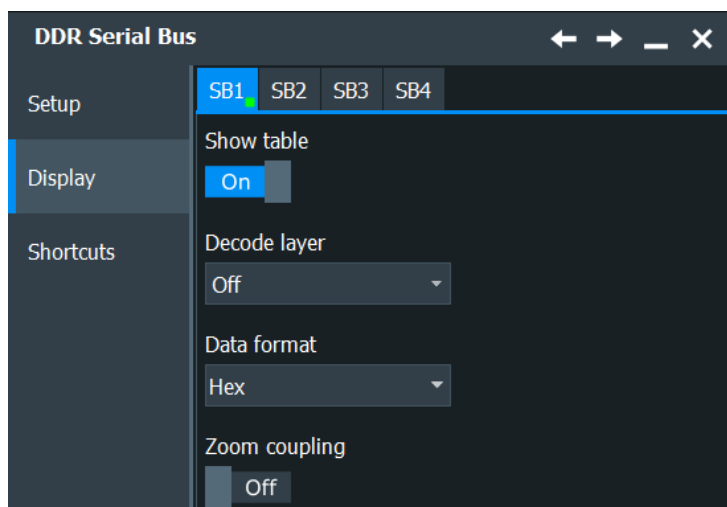 DDR Serial Bus
Setup
Display
Shortcuts
SB1 SB2 SB3 SB4
Show table
On
Decode layer
Off
Data format
Hex
Zoom coupling
Off